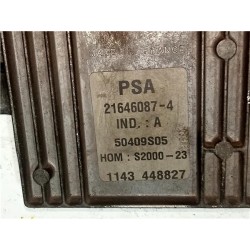 PSA
21646087-4
IND. : A
50409S05
HOM : S2000-23
1143 448827